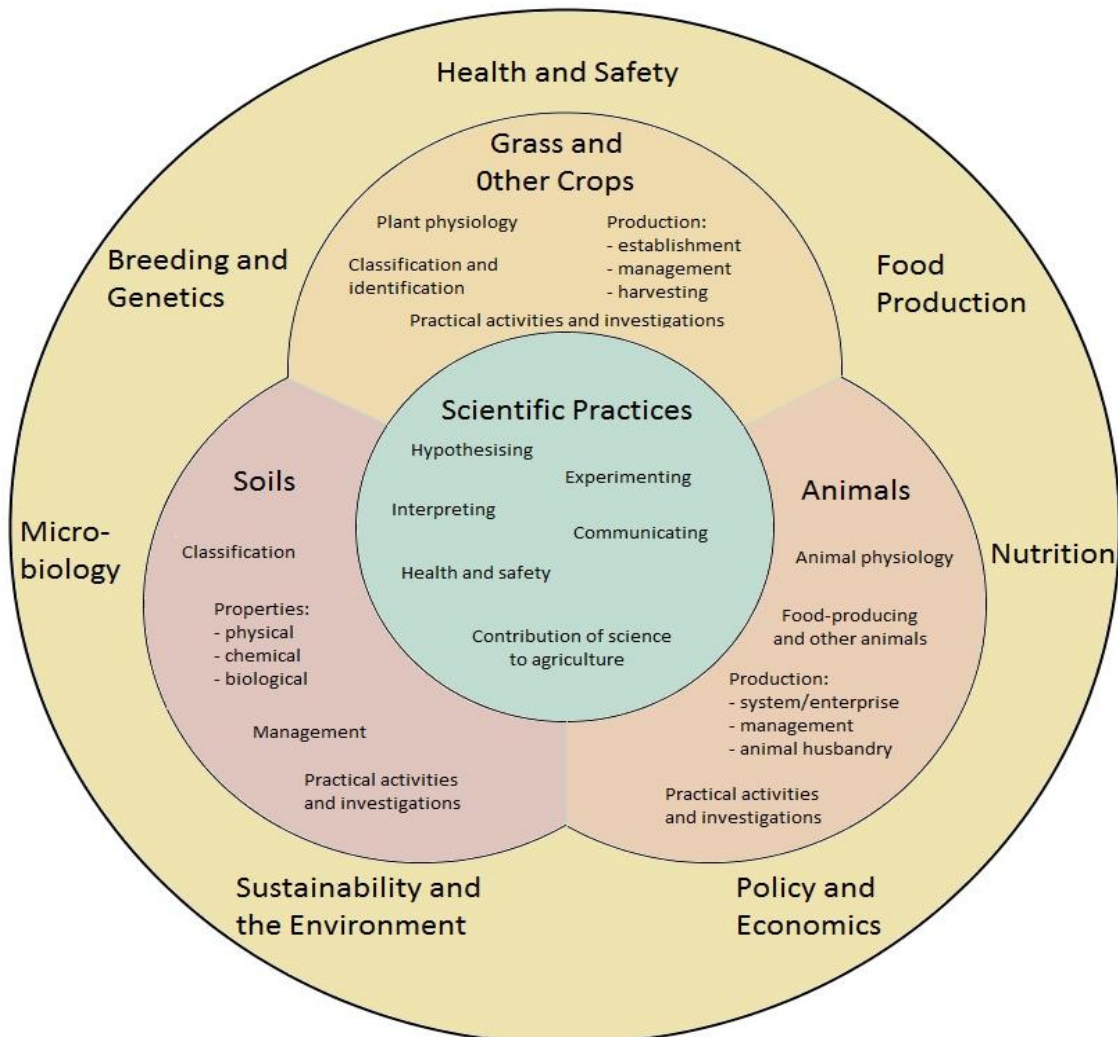 Health and Safety
Grass and
0ther Crops
Plant physiology
Classification and
identification
Production:
- establishment
- management
- harvesting
Practical activities and investigations
Breeding and
Genetics
Food
Production
Scientific Practices
Hypothesising
Experimenting
Interpreting
Communicating
Health and safety
Contribution of science
to agriculture
Soils
Classification
Properties:
- physical
- chemical
- biological
Management
Practical activities
and investigations
Animals
Animal physiology
Food-producing
and other animals
Production:
- system/enterprise
- management
- animal husbandry
Practical activities
and investigations
Micro-
biology
Nutrition
Sustainability and
the Environment
Policy and
Economics